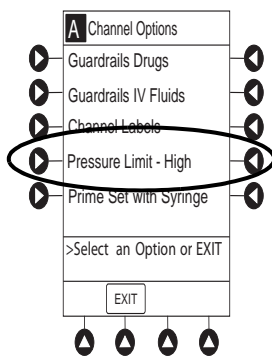 A Channel Options
Guardrails Drugs
Guardrails IV Fluids
Channel Labels
Pressure Limit - High
Prime Set with Syringe
>Select an Option or EXIT
EXIT